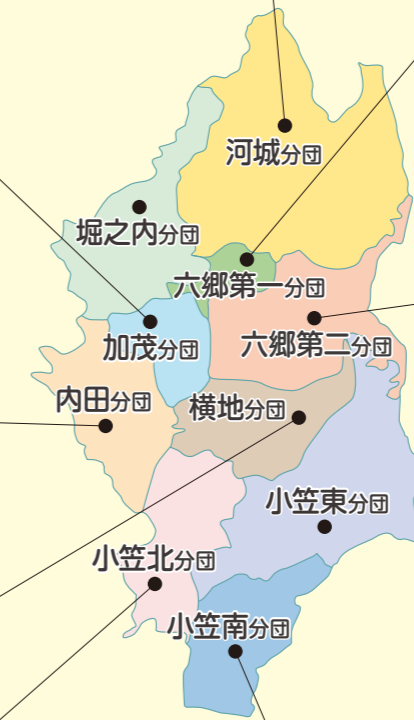 河城分団
堀之内分団
六郷第一分団
加茂分団
六郷第二分団
内田分団
横地分団
小笠東分団
小笠北分団
小笠南分団